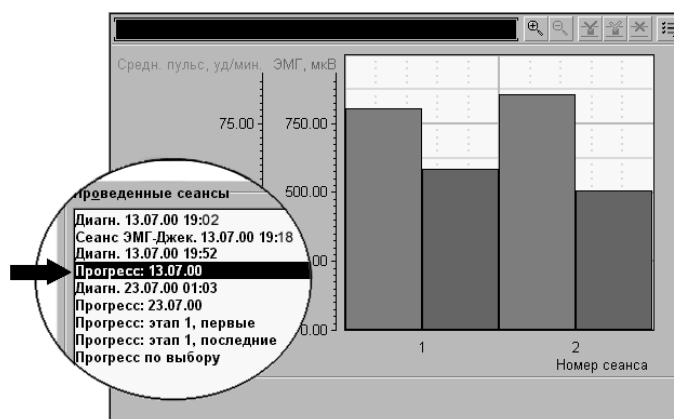 Средн. пульс, уд/мин. ЭМГ, мкВ
75.00 750.00
500.00
00
0.00
1 2
Номер сеанса
Проведенные сеансы
Диагн. 13.07.00 19:02
Сеанс ЭМГ-Джек. 13.07.00 19:18
Диагн. 13.07.00 19:52
Прогресс: 13.07.00
Диагн. 23.07.00 01:03
Прогресс: 23.07.00
Прогресс: этап 1, первые
Прогресс: этап 1, последние
Прогресс по выбору